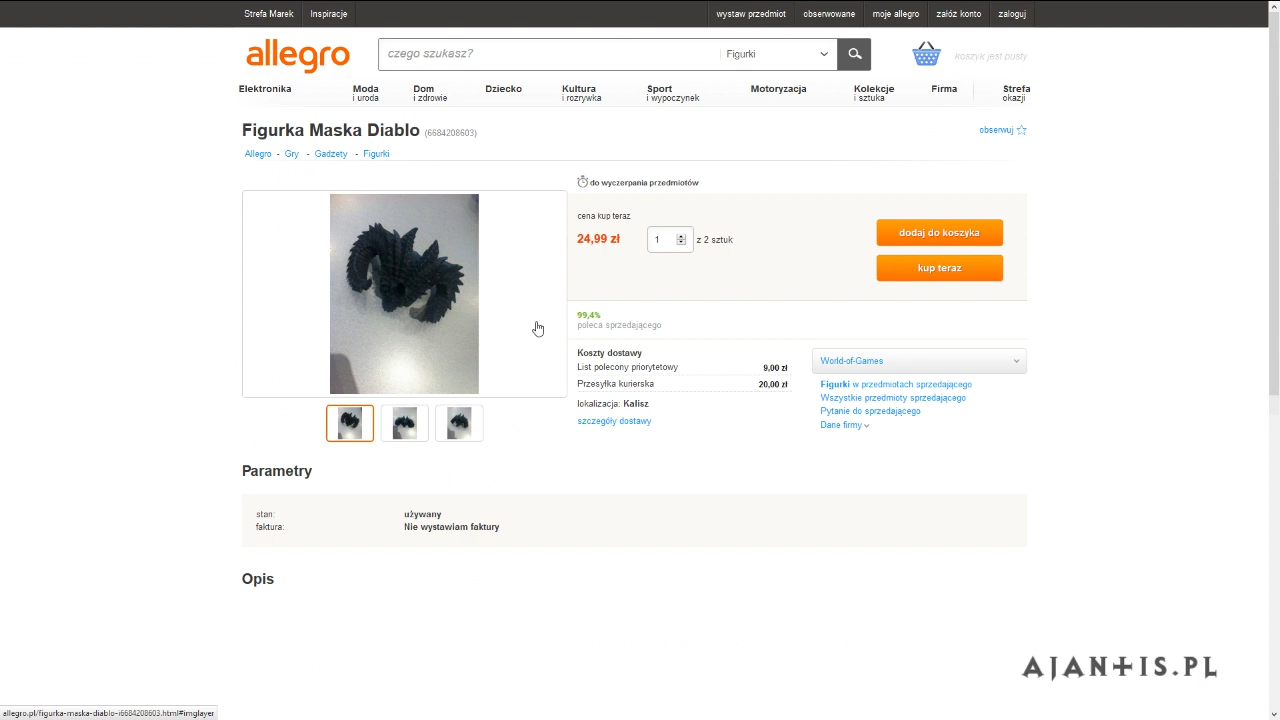 Strefa Marek Inspiracje wystaw przedmiot obserwowane moje allegro załóż konto zaloguj
allegro czego szukasz? Figurki koszyk jest pusty
Elektronika Moda i uroda Dom i zdrowie Dziecko Kultura i rozrywka Sport i wypoczynek Motoryzacja Kolekcje i sztuka Firma Strefa okazji
Figurka Maska Diablo (6684208603) obserwuj
Allegro - Gry - Gadżety - Figurki
do wyczerpania przedmiotów
cena kup teraz
24,99 zł 1 z 2 sztuk
dodaj do koszyka
kup teraz
99,4%
poleca sprzedającego
Koszty dostawy
List polecony priorytetowy 9,00 zł
Przesyłka kurierska 20,00 zł
lokalizacja: Kalisz
szczegóły dostawy
World-of-Games
Figurki w przedmiotach sprzedającego
Wszystkie przedmioty sprzedającego
Pytanie do sprzedającego
Dane firmy
Parametry
stan: używany
faktura: Nie wystawiam faktury
Opis
AJANTIS.PL
allegro.pl/figurka-maska-diablo-i6684208603.html#imglayer